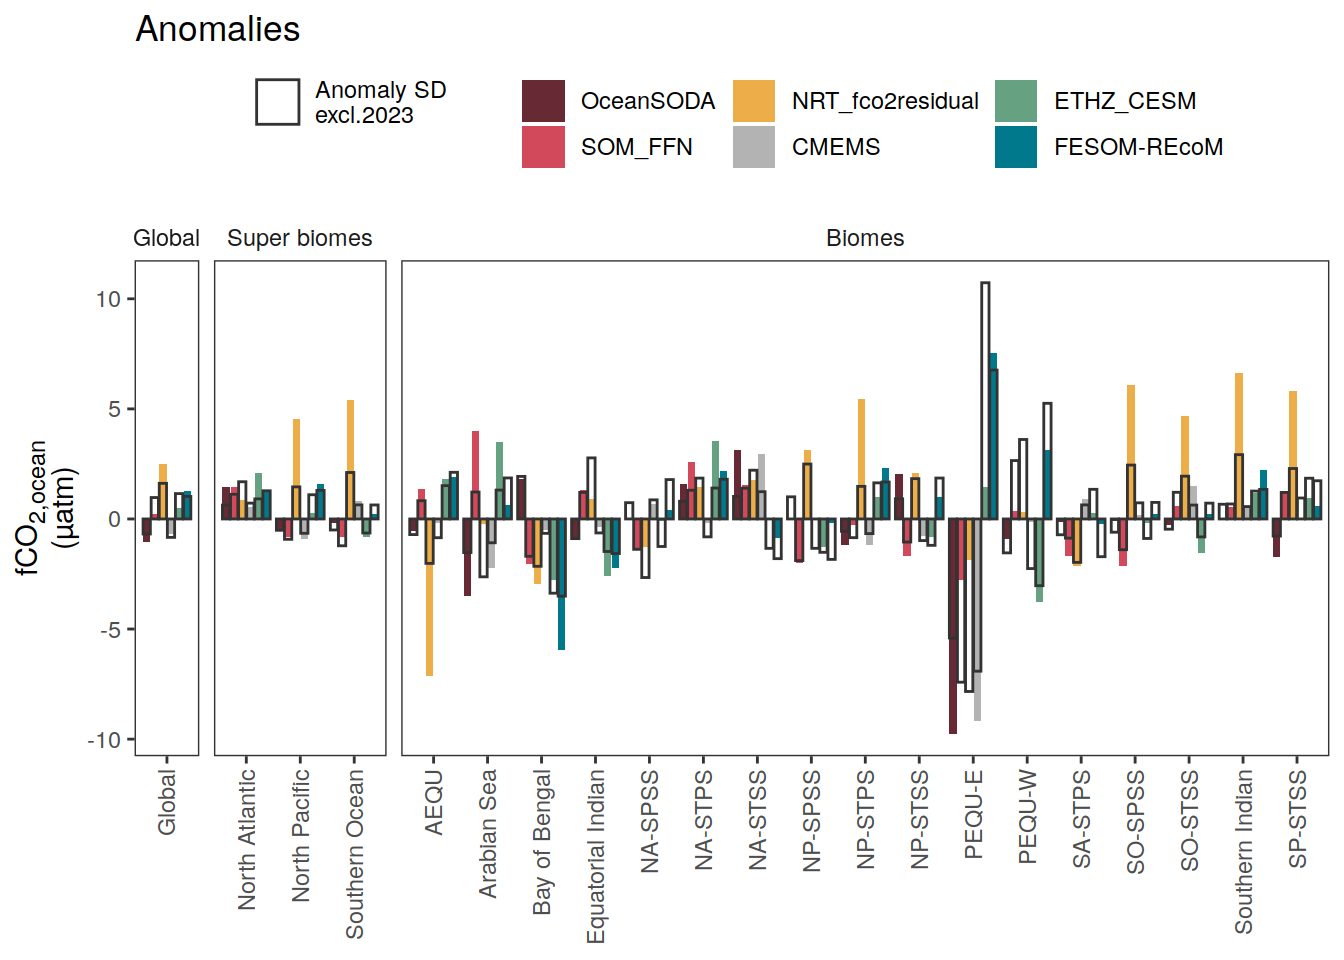 Anomalies
Anomaly SD
excl.2023
OceanSODA
NRT_fco2residual
ETHZ_CESM
SOM_FFN
CMEMS
FESOM-REcoM
Global
Super biomes
Biomes
10
5
0
-5
-10
fCO2,ocean
(µatm)
Global
North Atlantic
North Pacific
Southern Ocean
AEQU
Arabian Sea
Bay of Bengal
Equatorial Indian
NA-SPSS
NA-STPS
NA-STSS
NP-SPSS
NP-STPS
NP-STSS
PEQU-E
PEQU-W
SA-STPS
SO-SPSS
SO-STSS
Southern Indian
SP-STSS